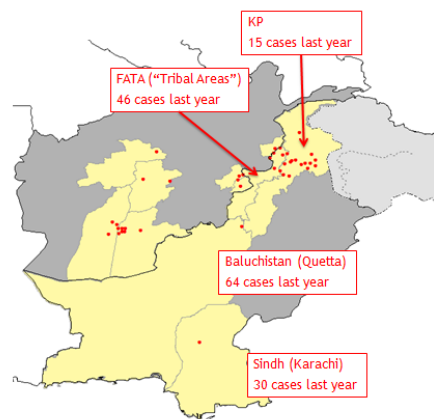 KP
15 cases last year
FATA (“Tribal Areas”)
46 cases last year
Baluchistan (Quetta)
64 cases last year
Sindh (Karachi)
30 cases last year